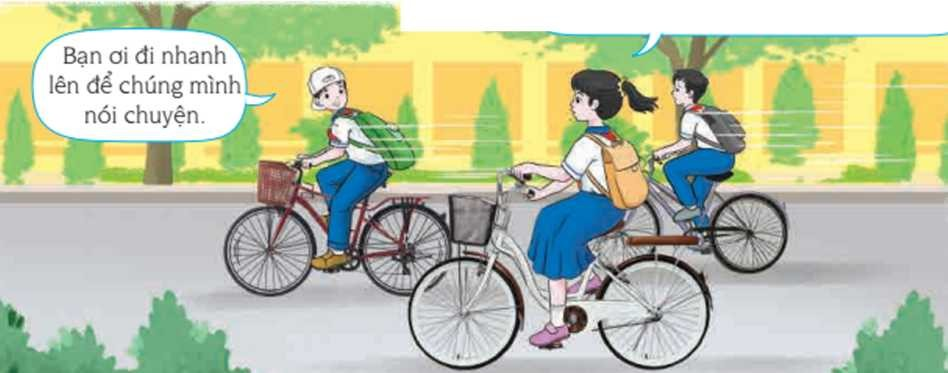 Bạn ơi đi nhanh
lên để chúng mình
nói chuyện.